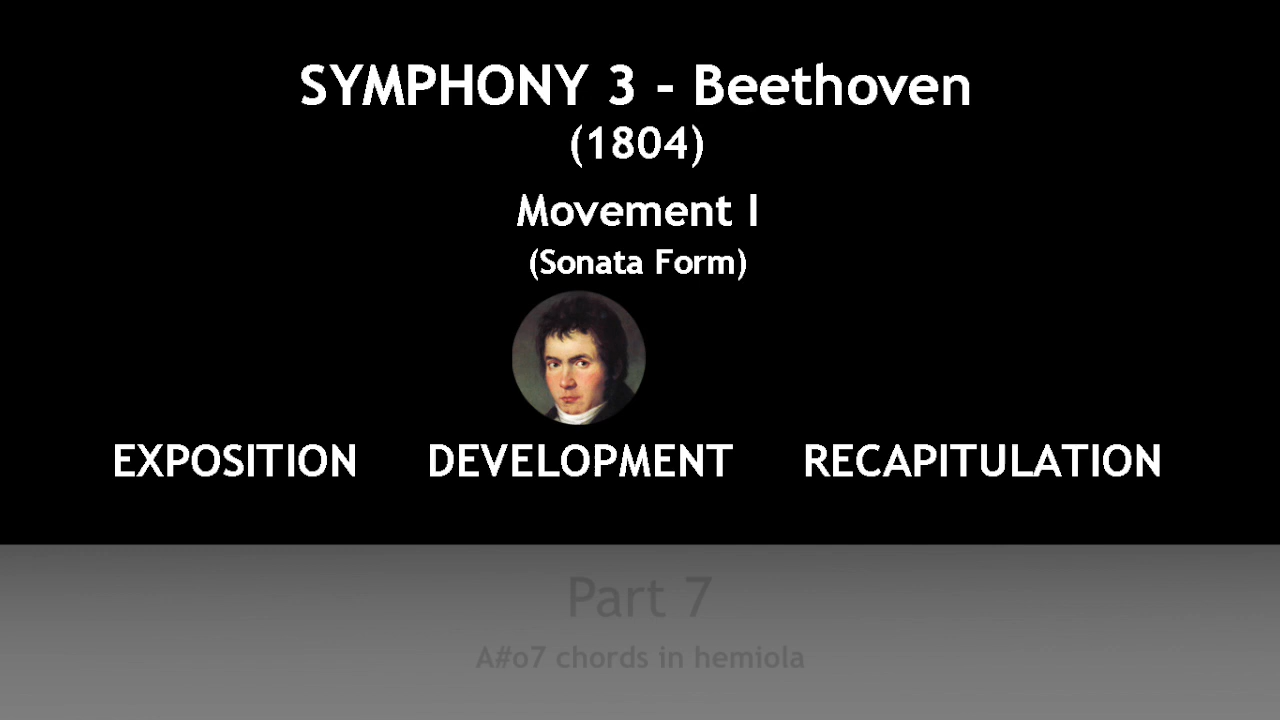 SYMPHONY 3 - Beethoven
(1804)
Movement I
(Sonata Form)
EXPOSITION DEVELOPMENT RECAPITULATION
Part 7
A#o7 chords in hemiola